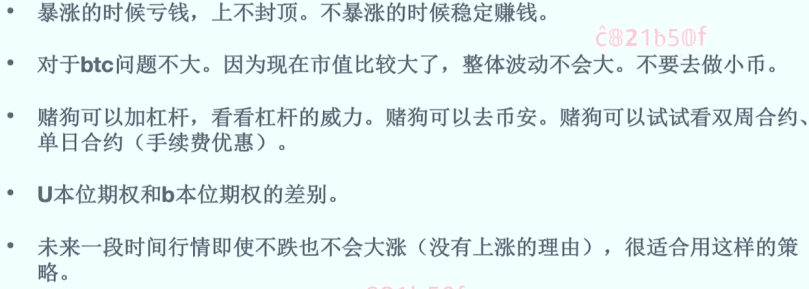 • 暴涨的时候亏钱，上不封顶。不暴涨的时候稳定赚钱。
ĉ821b50f
• 对于btc问题不大。因为现在市值比较大了，整体波动不会大。不要去做小币。
• 赌狗可以加杠杆，看看杠杆的威力。赌狗可以去币安。赌狗可以试试看双周合约、
单日合约（手续费优惠）。
• U本位期权和b本位期权的差别。
• 未来一段时间行情即使不跌也不会大涨（没有上涨的理由），很适合用这样的策
略。